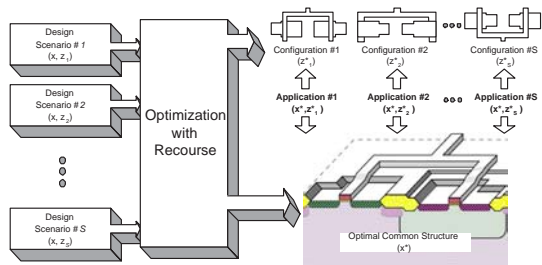 Design
Scenario # 1
(x, z1)
Design
Scenario # 2
(x, z2)
Design
Scenario # S
(x, zS)
Optimization
with
Recourse
Configuration #1
(z*1)
Configuration #2
(z*2)
Configuration #S
(z*S)
Application #1
(x*,z*1)
Application #2
(x*,z*2)
Application #S
(x*,z*S)
Optimal Common Structure
(x*)